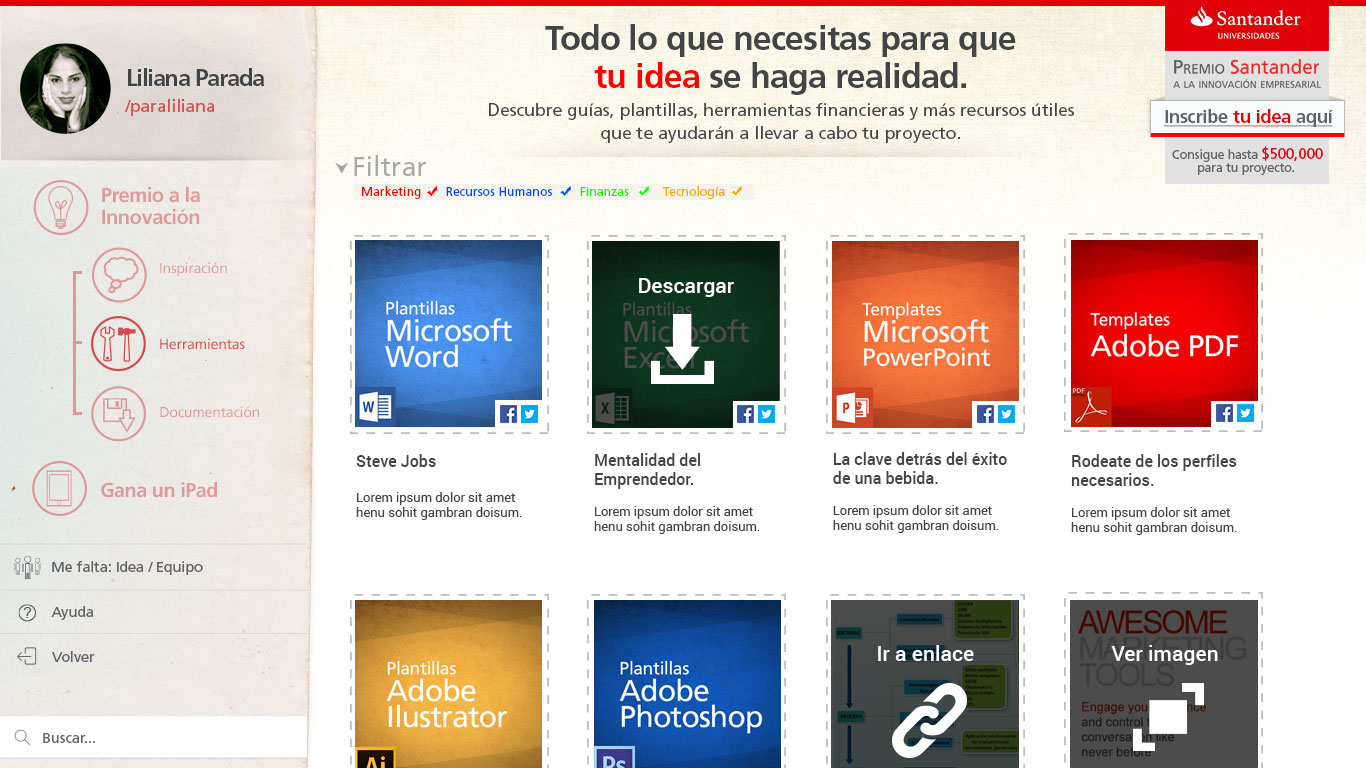 Liliana Parada
/paraliliana
Premio a la
Innovación
Inspiración
Herramientas
Documentación
Gana un iPad
Me falta: Idea / Equipo
Ayuda
Volver
Buscar...
Todo lo que necesitas para que
tu idea se haga realidad.
Descubre guías, plantillas, herramientas financieras y más recursos útiles
que te ayudarán a llevar a cabo tu proyecto.
Santander
UNIVERSIDADES
PREMIO Santander
A LA INNOVACIÓN EMPRESARIAL
Inscribe tu idea aquí
Consigue hasta $500,000
para tu proyecto.
Filtrar
Marketing Recursos Humanos Finanzas Tecnología
Plantillas
Microsoft
Word
W
Steve Jobs
Lorem ipsum dolor sit amet
henu sohit gambran doisum.
Descargar
Plantillas
Microsoft
Excel
X
Mentalidad del
Emprendedor.
Lorem ipsum dolor sit amet
henu sohit gambran doisum.
Templates
Microsoft
PowerPoint
P
La clave detrás del éxito
de una bebida.
Lorem ipsum dolor sit amet
henu sohit gambran doisum.
Templates
Adobe PDF
PDF
Rodeate de los perfiles
necesarios.
Lorem ipsum dolor sit amet
henu sohit gambran doisum.
Plantillas
Adobe
Ilustrator
Ai
Plantillas
Adobe
Photoshop
Ps
Ir a enlace
ENTRADA
PROCESO
AWESOME
MARKETING
TOOLS
Ver imagen
Engage your
and control
conversation like
never before